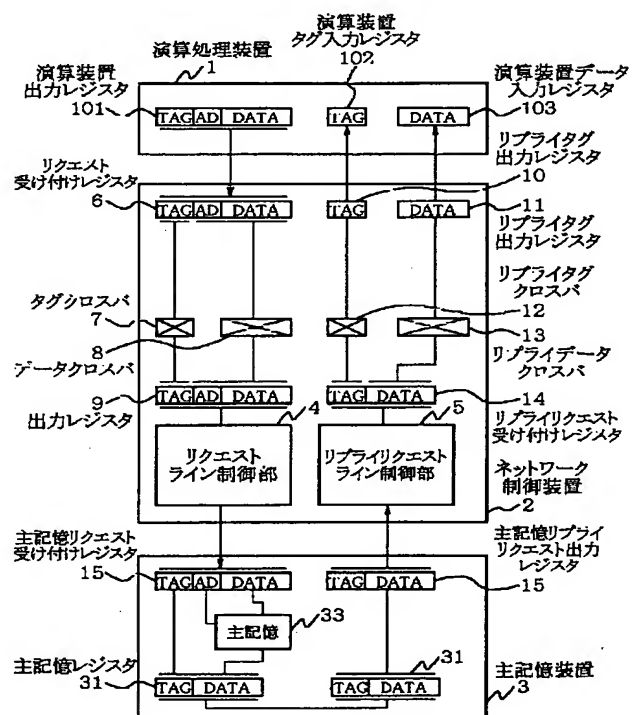 演算装置
タグ入力レジスタ
102
演算処理装置
1
演算装置
出力レジスタ
101
演算装置データ
入力レジスタ
103
TAG AD DATA
TAG
DATA
リクエスト
受け付けレジスタ
6
リプライタグ
出力レジスタ
10
TAG AD DATA
TAG
DATA
11
リプライタグ
出力レジスタ
タグクロスバ
7
8
データクロスバ
リプライタグ
クロスバ
12
13
リプライデータ
クロスバ
9
出力レジスタ
TAG AD DATA
TAG DATA
14
リプライリクエスト
受け付けレジスタ
4
リクエスト
ライン制御部
5
リプライリクエスト
ライン制御部
ネットワーク
制御装置
2
主記憶リクエスト
受け付けレジスタ
15
主記憶リプライ
リクエスト出力
レジスタ
15
TAG AD DATA
TAG DATA
主記憶
33
主記憶レジスタ
31
TAG DATA
31
TAG DATA
主記憶装置
3